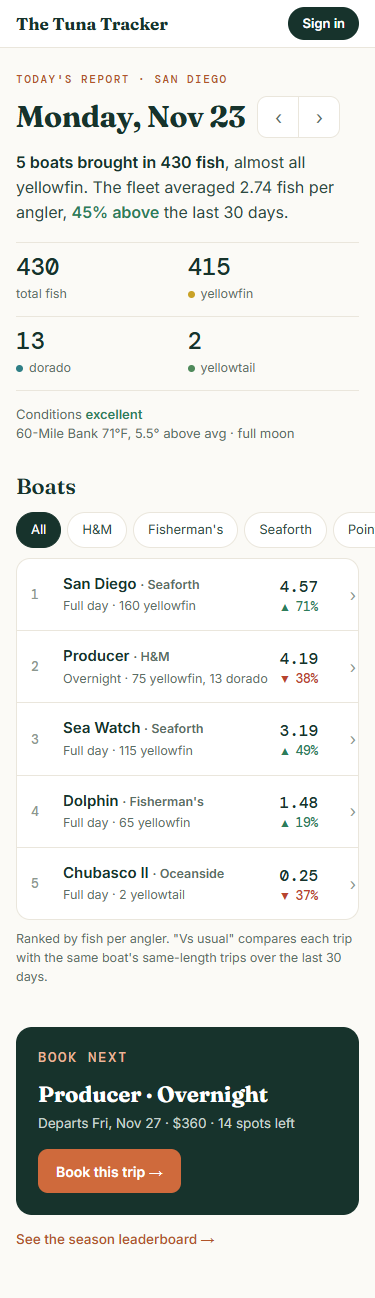 The Tuna Tracker
Sign in
TODAY'S REPORT · SAN DIEGO
Monday, Nov 23
‹ ›
5 boats brought in 430 fish, almost all
yellowfin. The fleet averaged 2.74 fish per
angler, 45% above the last 30 days.
430 415
total fish yellowfin
13 2
dorado yellowtail
Conditions excellent
60-Mile Bank 71°F, 5.5° above avg · full moon
Boats
All H&M Fisherman's Seaforth Poin
1 San Diego · Seaforth 4.57 ›
Full day · 160 yellowfin ▲ 71%
2 Producer · H&M 4.19 ›
Overnight · 75 yellowfin, 13 dorado ▼ 38%
3 Sea Watch · Seaforth 3.19 ›
Full day · 115 yellowfin ▲ 49%
4 Dolphin · Fisherman's 1.48 ›
Full day · 65 yellowfin ▲ 19%
5 Chubasco II · Oceanside 0.25 ›
Full day · 2 yellowtail ▼ 37%
Ranked by fish per angler. "Vs usual" compares each trip
with the same boat's same-length trips over the last 30
days.
BOOK NEXT
Producer · Overnight
Departs Fri, Nov 27 · $360 · 14 spots left
Book this trip →
See the season leaderboard →